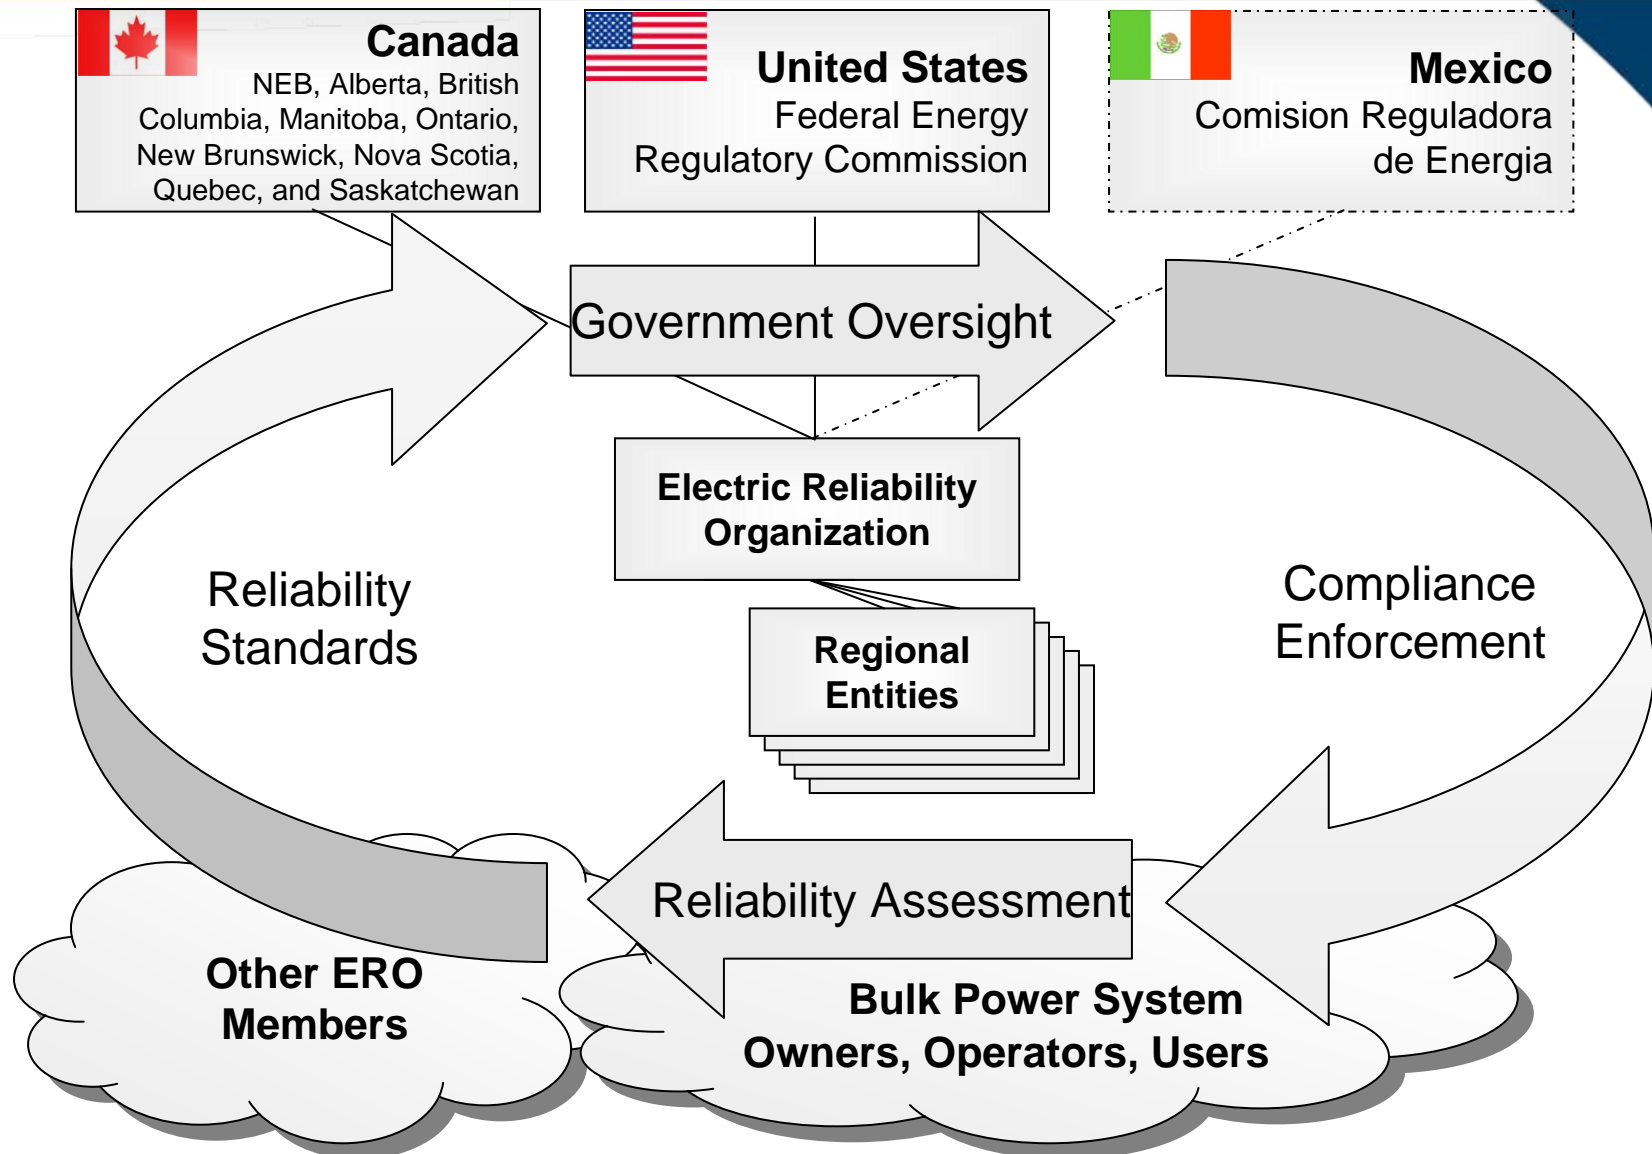 Canada
NEB, Alberta, British
Columbia, Manitoba, Ontario,
New Brunswick, Nova Scotia,
Quebec, and Saskatchewan
United States
Federal Energy
Regulatory Commission
Mexico
Comision Reguladora
de Energia
Government Oversight
Electric Reliability
Organization
Reliability
Standards
Compliance
Enforcement
Regional
Entities
Reliability Assessment
Other ERO
Members
Bulk Power System
Owners, Operators, Users